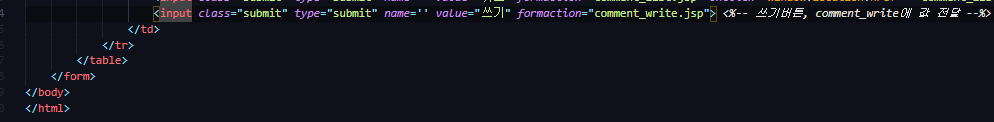 <input class="submit" type="submit" name='' value="쓰기" formaction="comment_write.jsp"> <%-- 쓰기버튼, comment_write에 값 전달 --%>
</td>
</tr>
</table>
</form>
</body>
</html>